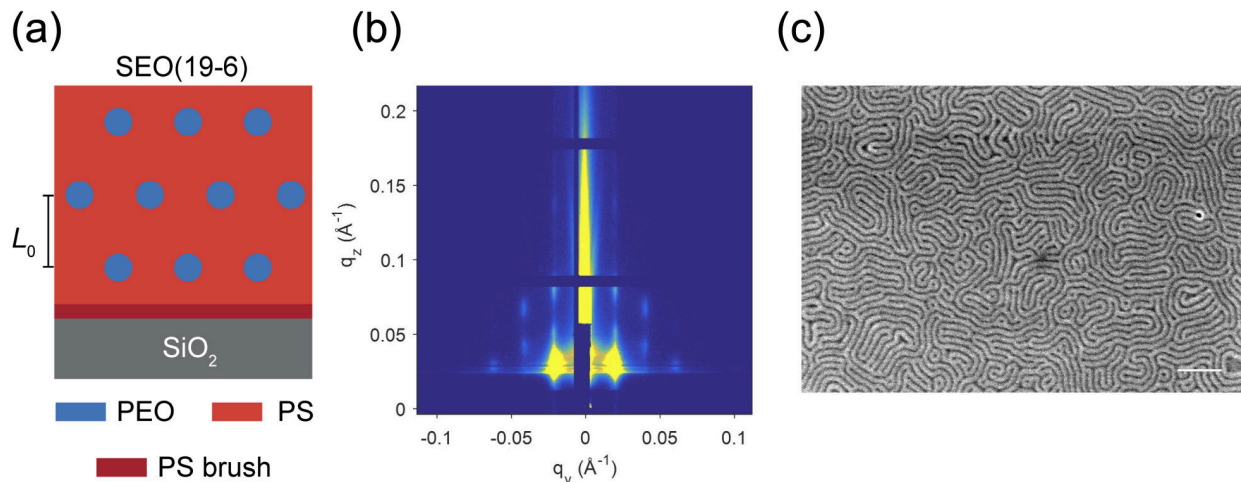 (a)
SEO(19-6)
L0
SiO2
PEO
PS
PS brush
(b)
0.2
0.15
0.1
0.05
0
qz (Å-1)
-0.1
-0.05
0
0.05
0.1
qy (Å-1)
(c)